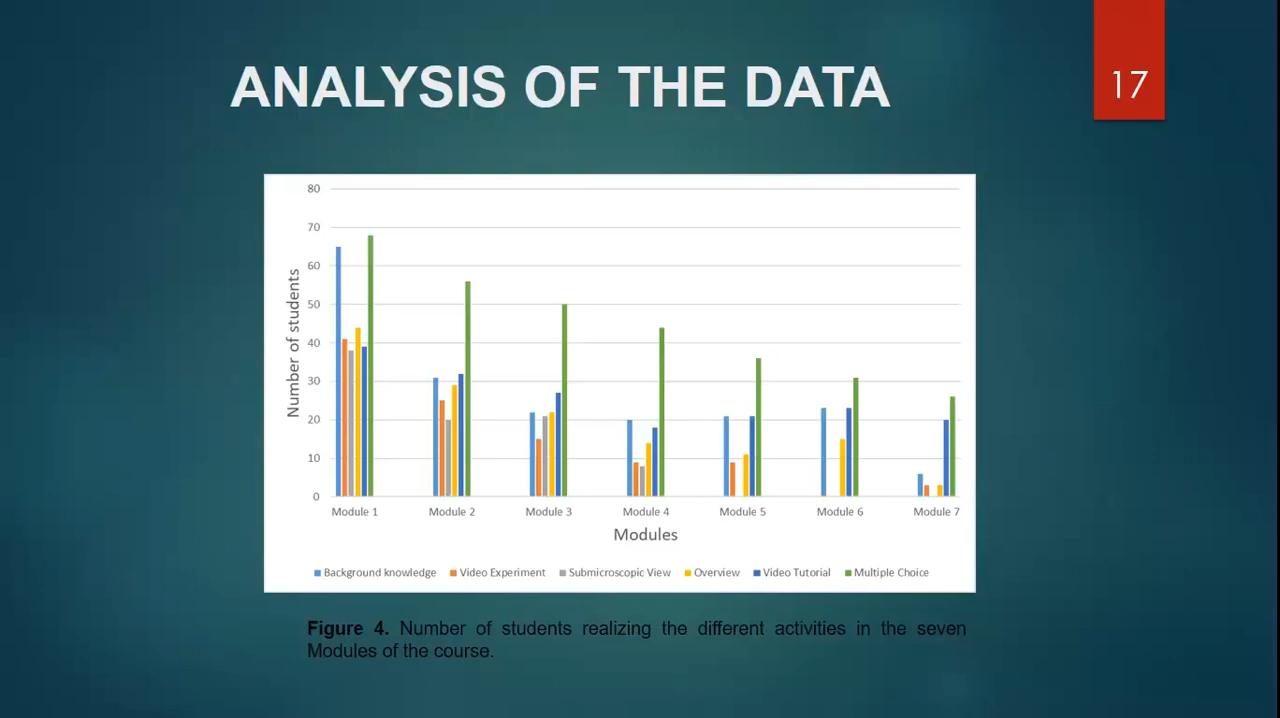 ANALYSIS OF THE DATA
17
80
70
60
50
40
30
20
10
0
Number of students
Module 1 Module 2 Module 3 Module 4 Module 5 Module 6 Module 7
Modules
Background knowledge Video Experiment Submicroscopic View Overview Video Tutorial Multiple Choice
Figure 4. Number of students realizing the different activities in the seven
Modules of the course.